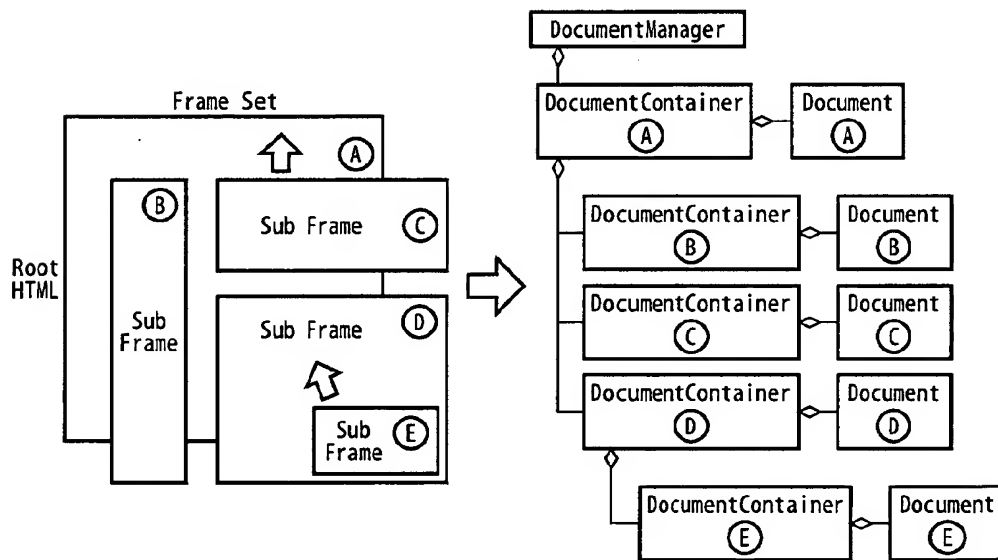 Frame Set
A
B
Sub Frame C
Root
HTML
Sub
Frame
Sub Frame D
Sub
Frame
E
DocumentManager
DocumentContainer
A
Document
A
DocumentContainer
B
Document
B
DocumentContainer
C
Document
C
DocumentContainer
D
Document
D
DocumentContainer
E
Document
E